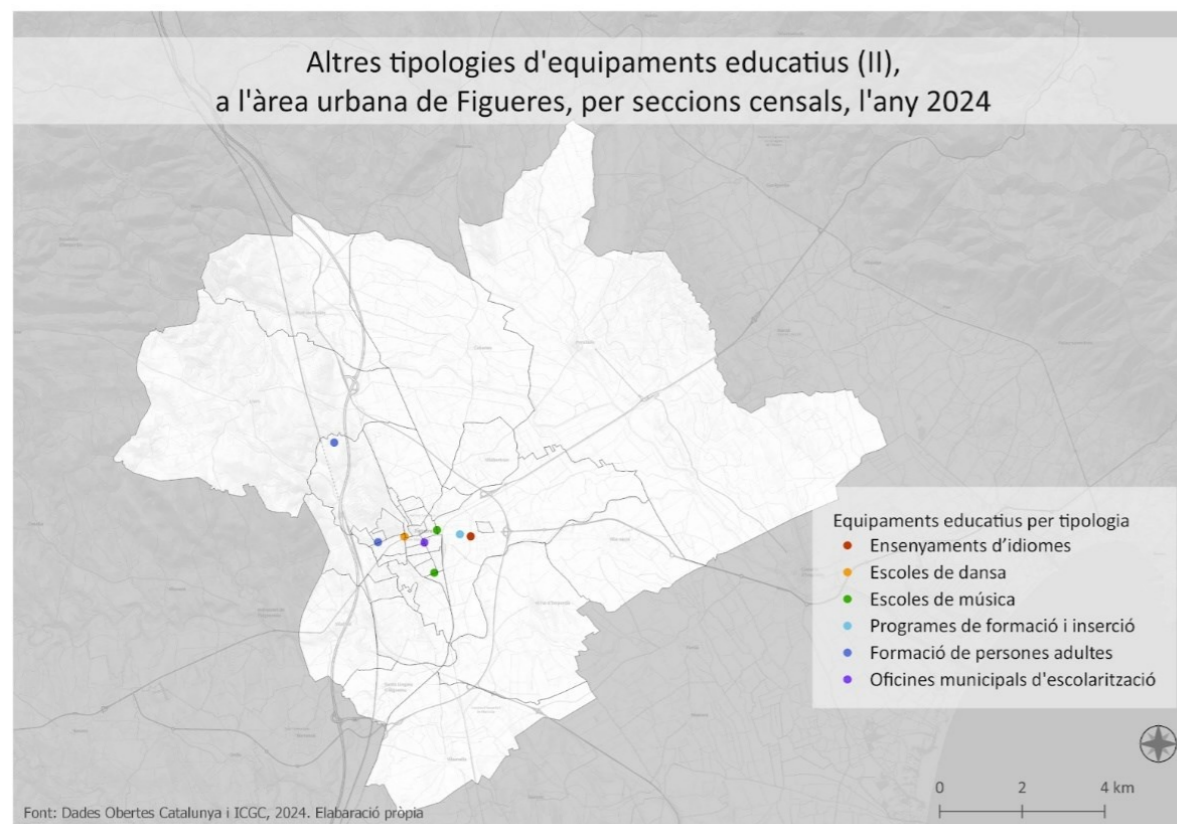 Altres tipologies d'equipaments educatius (II),
a l'àrea urbana de Figueres, per seccions censals, l'any 2024
Equipaments educatius per tipologia
Ensenyaments d'idiomes
Escoles de dansa
Escoles de música
Programes de formació i inserció
Formació de persones adultes
Oficines municipals d'escolarització
0 2 4 km
Font: Dades Obertes Catalunya i ICGC, 2024. Elabaració pròpia